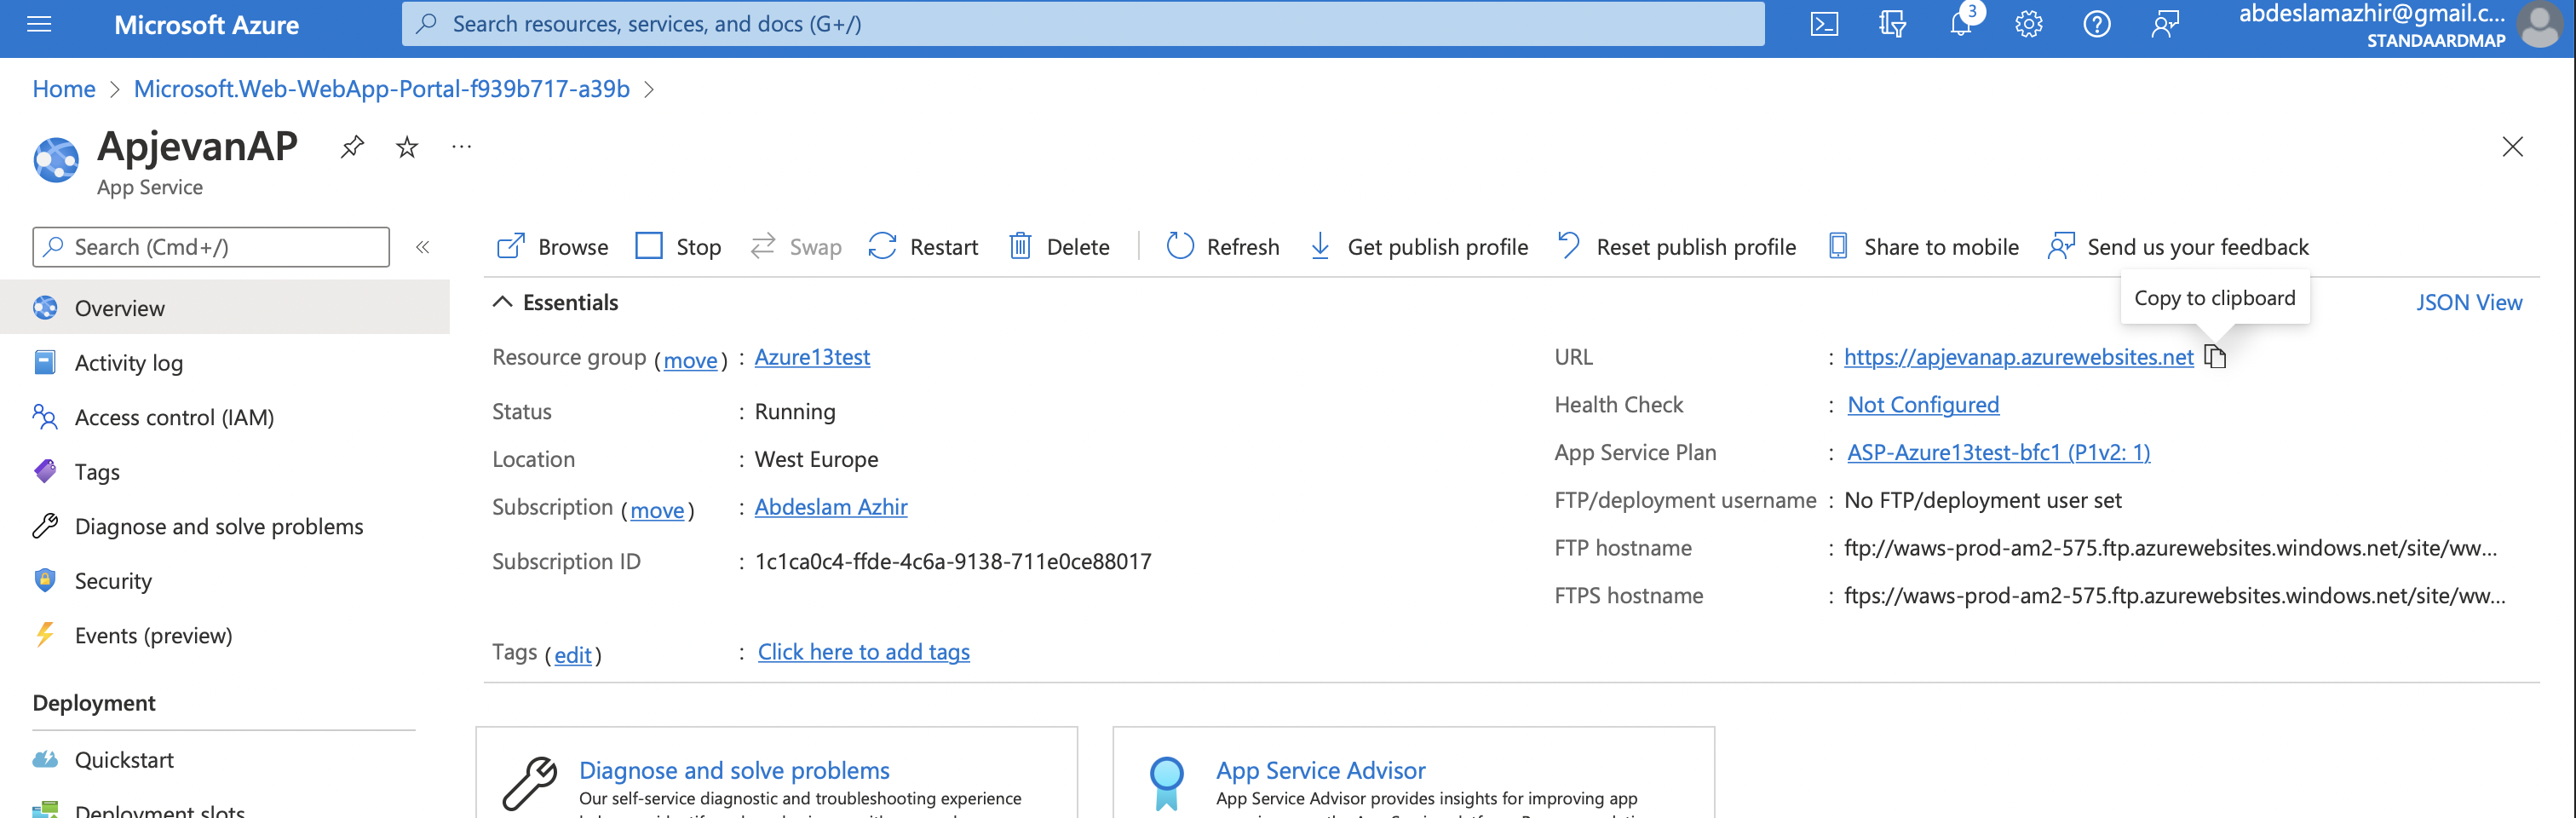 Microsoft Azure
Search resources, services, and docs (G+/)
3
abdeslamazhir@gmail.c...
STANDAARDMAP
Home > Microsoft.Web-WebApp-Portal-f939b717-a39b >
ApjevanAP
...
App Service
Search (Cmd+/)
«
Browse
Stop
Swap
Restart
Delete
Refresh
Get publish profile
Reset publish profile
Share to mobile
Send us your feedback
Copy to clipboard
Overview
Activity log
Access control (IAM)
Tags
Diagnose and solve problems
Security
Events (preview)
Deployment
Quickstart
Deployment slots
Essentials
JSON View
Resource group (move) : Azure13test
Status : Running
Location : West Europe
Subscription (move) : Abdeslam Azhir
Subscription ID : 1c1ca0c4-ffde-4c6a-9138-711e0ce88017
Tags (edit) : Click here to add tags
URL : https://apjevanap.azurewebsites.net
Health Check : Not Configured
App Service Plan : ASP-Azure13test-bfc1 (P1v2: 1)
FTP/deployment username : No FTP/deployment user set
FTP hostname : ftp://waws-prod-am2-575.ftp.azurewebsites.windows.net/site/ww...
FTPS hostname : ftps://waws-prod-am2-575.ftp.azurewebsites.windows.net/site/ww...
Diagnose and solve problems
Our self-service diagnostic and troubleshooting experience
App Service Advisor
App Service Advisor provides insights for improving app